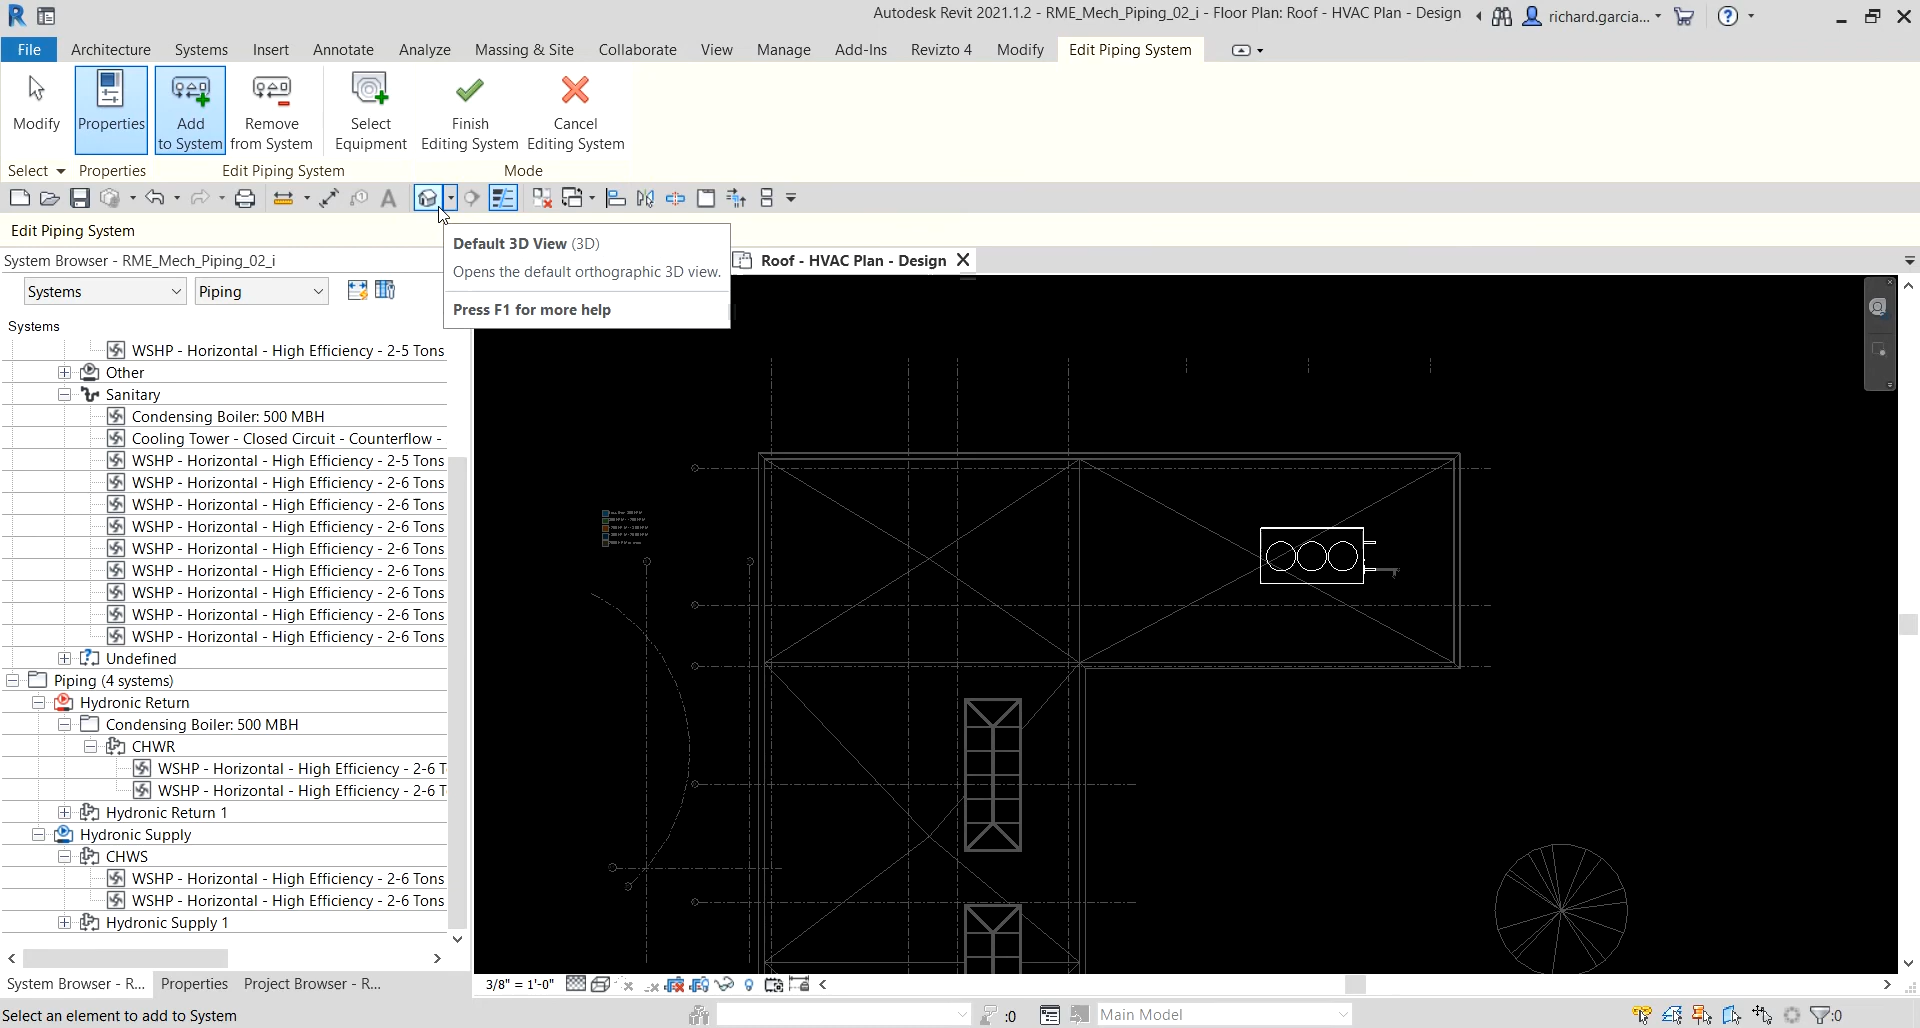 Autodesk Revit 2021.1.2 - RME_Mech_Piping_02_i - Floor Plan: Roof - HVAC Plan - Design
richard.garcia...
File Architecture Systems Insert Annotate Analyze Massing & Site Collaborate View Manage Add-Ins Revizto 4 Modify Edit Piping System
Modify Properties Add to System Remove from System Select Equipment Finish Editing System Cancel Editing System
Select Properties Edit Piping System Mode
Edit Piping System
Default 3D View (3D)
Opens the default orthographic 3D view.
Press F1 for more help
System Browser - RME_Mech_Piping_02_i
Roof - HVAC Plan - Design
Systems Piping
Systems
WSHP - Horizontal - High Efficiency - 2-5 Tons
Other
Sanitary
Condensing Boiler: 500 MBH
Cooling Tower - Closed Circuit - Counterflow -
WSHP - Horizontal - High Efficiency - 2-5 Tons
WSHP - Horizontal - High Efficiency - 2-6 Tons
WSHP - Horizontal - High Efficiency - 2-6 Tons
WSHP - Horizontal - High Efficiency - 2-6 Tons
WSHP - Horizontal - High Efficiency - 2-6 Tons
WSHP - Horizontal - High Efficiency - 2-6 Tons
WSHP - Horizontal - High Efficiency - 2-6 Tons
WSHP - Horizontal - High Efficiency - 2-6 Tons
WSHP - Horizontal - High Efficiency - 2-6 Tons
Undefined
Piping (4 systems)
Hydronic Return
Condensing Boiler: 500 MBH
CHWR
WSHP - Horizontal - High Efficiency - 2-6 T
WSHP - Horizontal - High Efficiency - 2-6 T
Hydronic Return 1
Hydronic Supply
CHWS
WSHP - Horizontal - High Efficiency - 2-6 Tons
WSHP - Horizontal - High Efficiency - 2-6 Tons
Hydronic Supply 1
System Browser - R... Properties Project Browser - R...
3/8" = 1'-0"
Select an element to add to System
:0
Main Model
:0